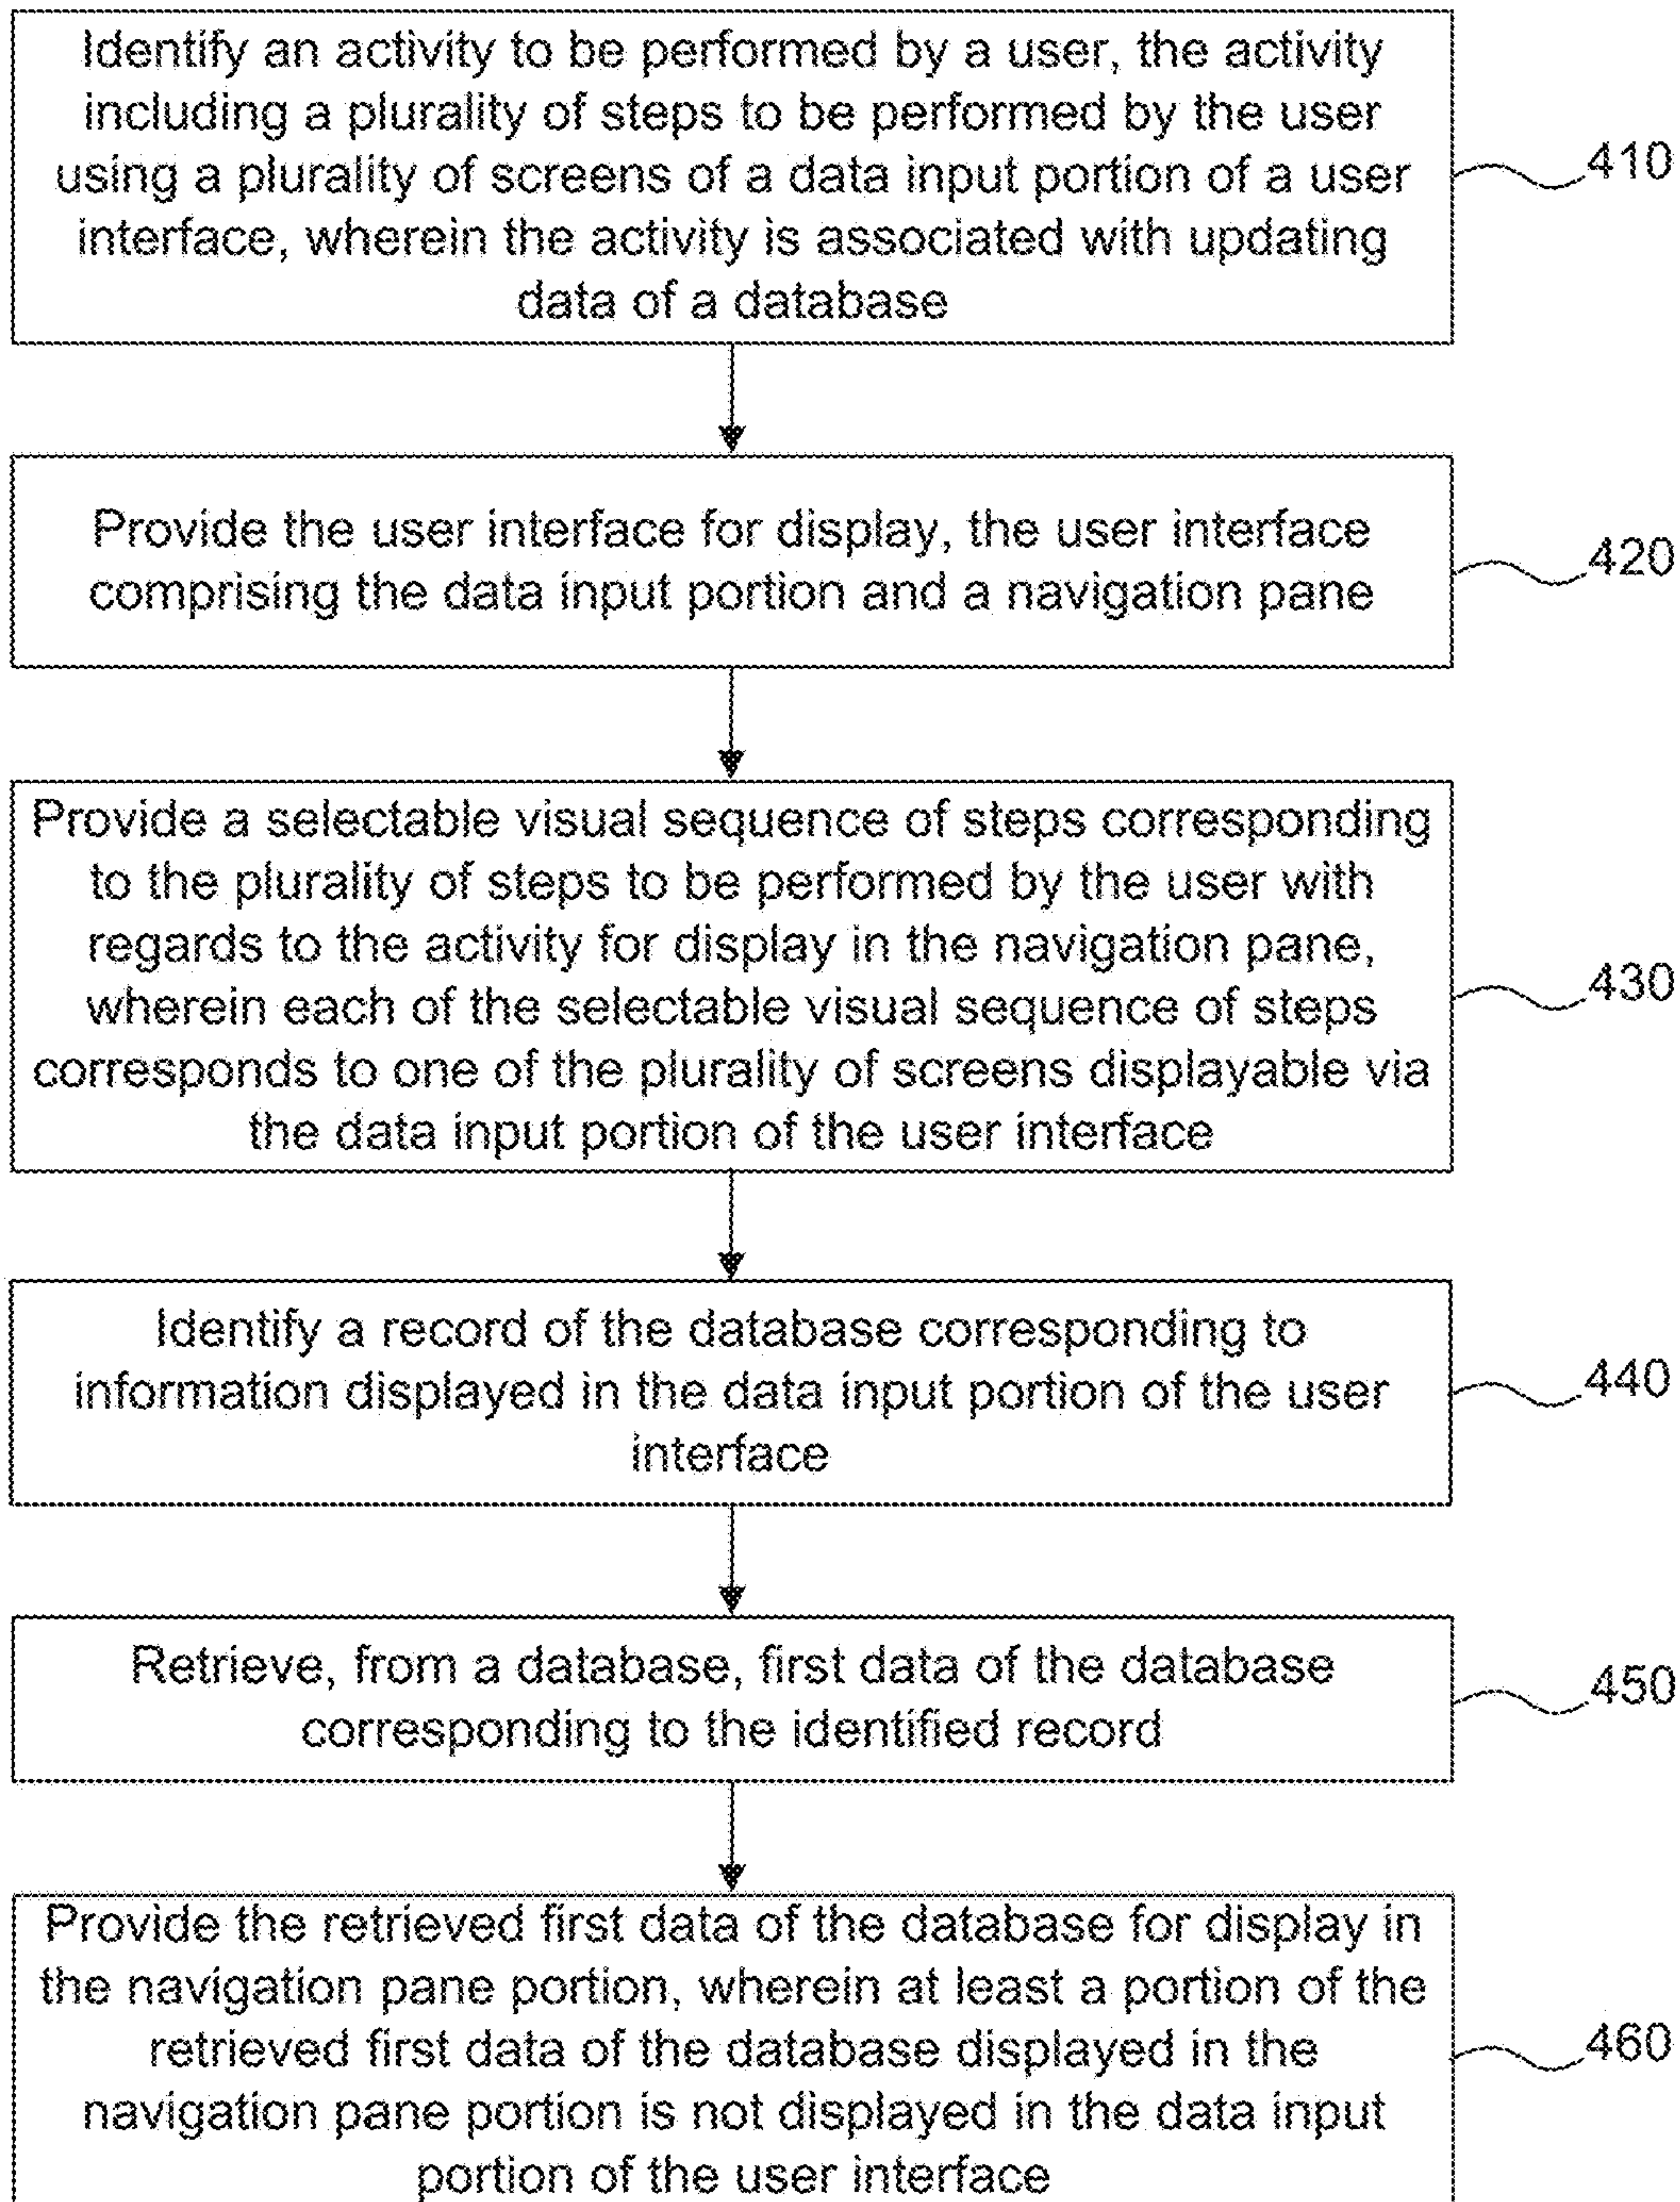 Identify an activity to be performed by a user, the activity
including a plurality of steps to be performed by the user
using a plurality of screens of a data input portion of a user
interface, wherein the activity is associated with updating
data of a database
410
Provide the user interface for display, the user interface
comprising the data input portion and a navigation pane
420
Provide a selectable visual sequence of steps corresponding
to the plurality of steps to be performed by the user with
regards to the activity for display in the navigation pane,
wherein each of the selectable visual sequence of steps
corresponds to one of the plurality of screens displayable via
the data input portion of the user interface
430
Identify a record of the database corresponding to
information displayed in the data input portion of the user
interface
440
Retrieve, from a database, first data of the database
corresponding to the identified record
450
Provide the retrieved first data of the database for display in
the navigation pane portion, wherein at least a portion of the
retrieved first data of the database displayed in the
navigation pane portion is not displayed in the data input
portion of the user interface
460